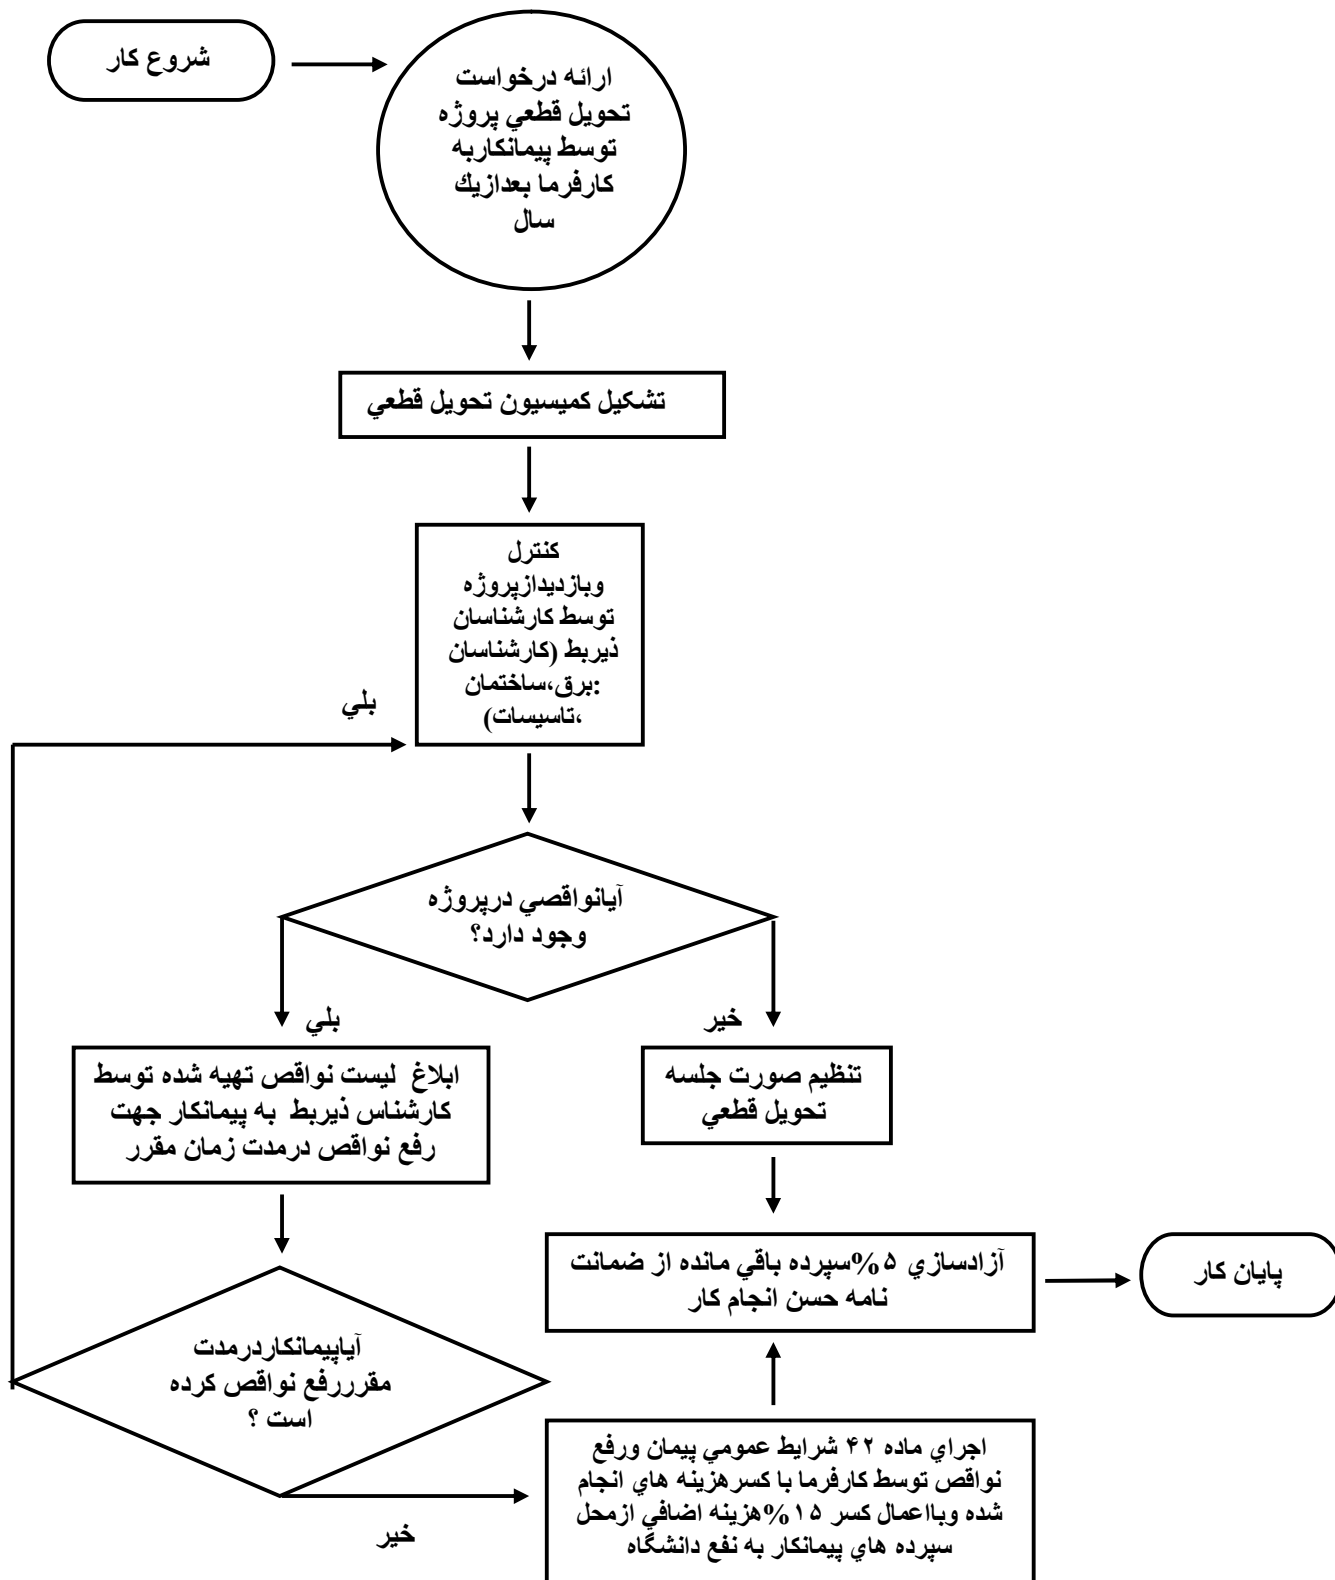 شروع كار
ارائه درخواست
تحويل قطعي پروژه
توسط پيمانكاربه
كارفرما بعدازيك
سال
تشكيل كميسيون تحويل قطعي
كنترل
وبازديدازپروژه
توسط كارشناسان
ذيربط (كارشناسان
:برق،ساختمان
،تاسيسات)
بلي
آيانواقصي درپروژه
وجود دارد؟
بلي
خير
ابلاغ ليست نواقص تهيه شده توسط
كارشناس ذيربط به پيمانكار جهت
رفع نواقص درمدت زمان مقرر
تنظيم صورت جلسه
تحويل قطعي
آزادسازي ۵%سپرده باقي مانده از ضمانت
نامه حسن انجام كار
پايان كار
آياپيمانكاردرمدت
مقرررفع نواقص كرده
است ؟
خير
اجراي ماده ۴۲ شرايط عمومي پيمان ورفع
نواقص توسط كارفرما با كسرهزينه هاي انجام
شده وبااعمال كسر ۱۵%هزينه اضافي ازمحل
سپرده هاي پيمانكار به نفع دانشگاه